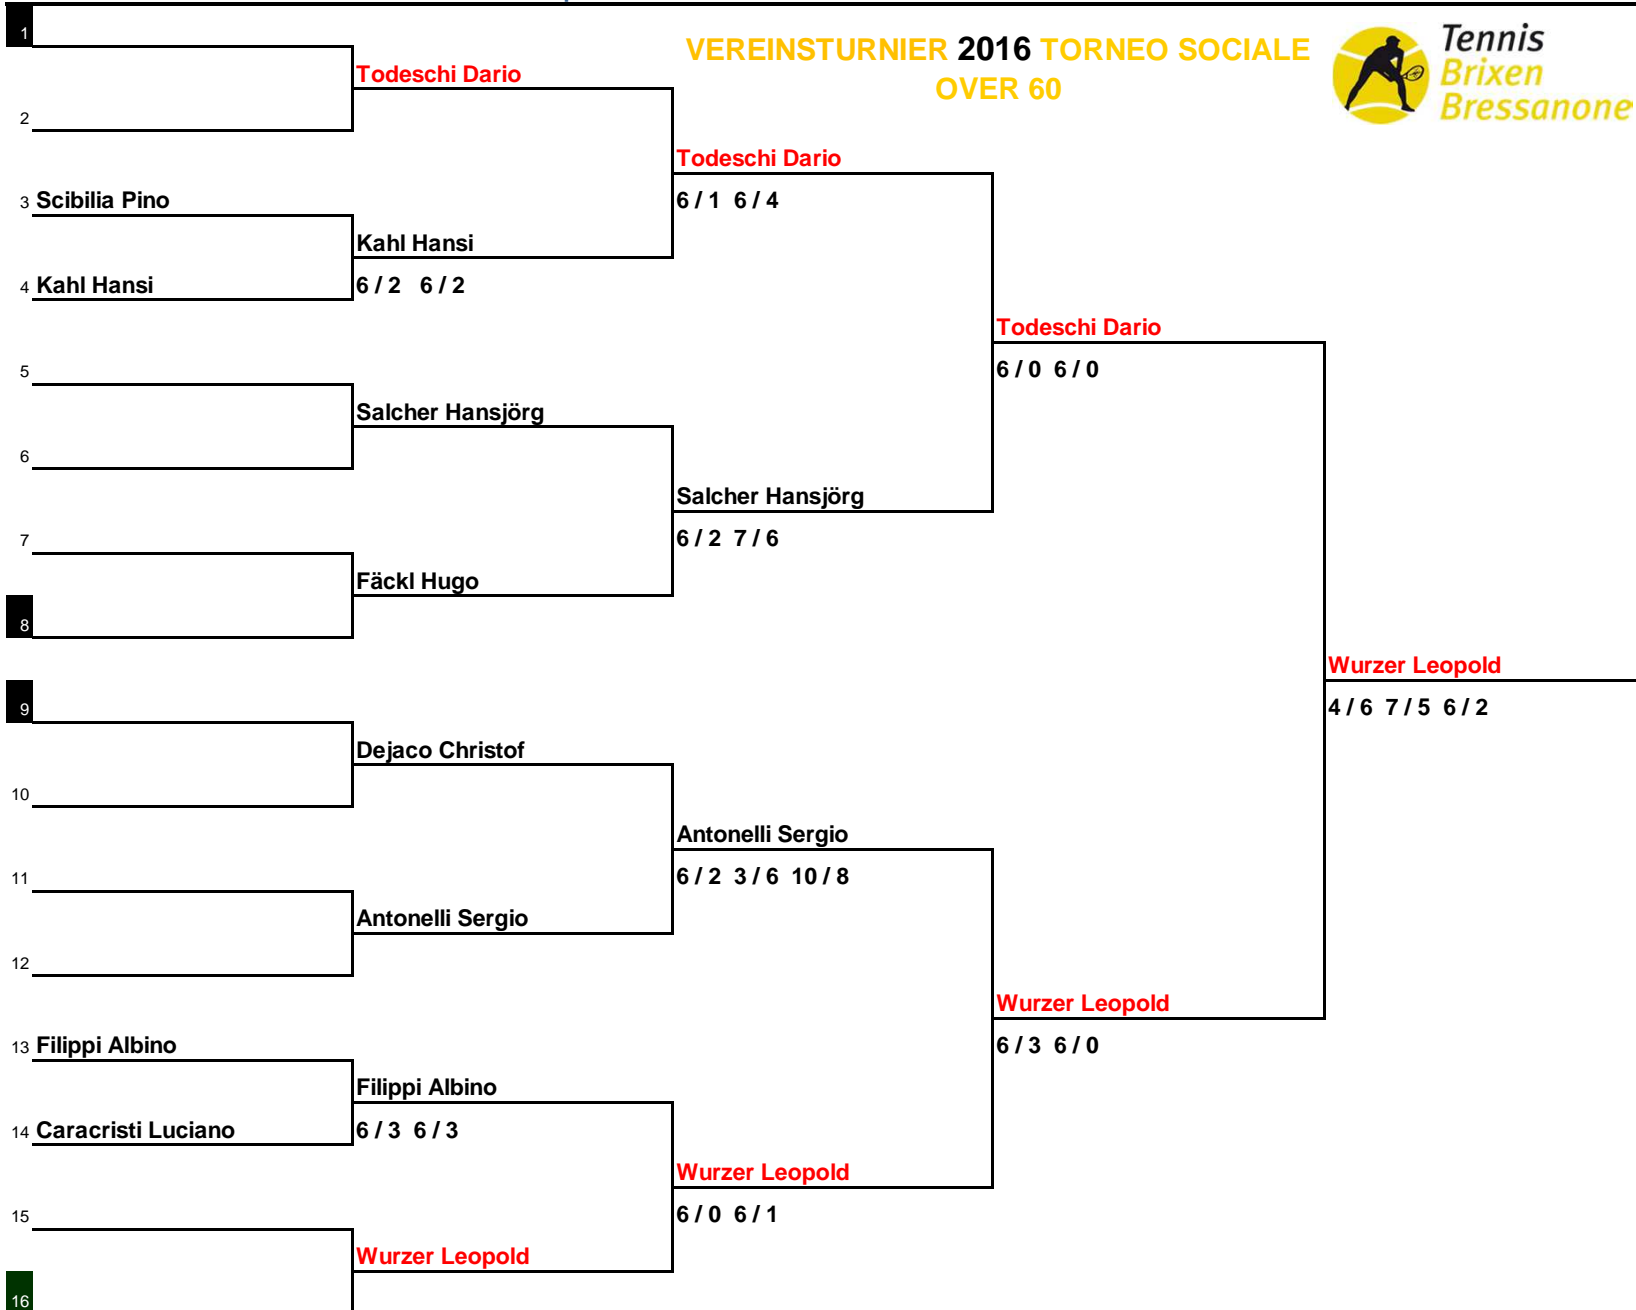 VEREINSTURNIER 2016 TORNEO SOCIALE
OVER 60
Tennis
Brixen
Bressanone
1
Todeschi Dario
2
Todeschi Dario
3 Scibilia Pino
6 / 1 6 / 4
Kahl Hansi
4 Kahl Hansi
6 / 2 6 / 2
Todeschi Dario
5
6 / 0 6 / 0
Salcher Hansjörg
6
Salcher Hansjörg
7
6 / 2 7 / 6
Fäckl Hugo
8
Wurzer Leopold
9
4 / 6 7 / 5 6 / 2
Dejaco Christof
10
Antonelli Sergio
11
6 / 2 3 / 6 10 / 8
Antonelli Sergio
12
Wurzer Leopold
13 Filippi Albino
6 / 3 6 / 0
Filippi Albino
14 Caracristi Luciano
6 / 3 6 / 3
Wurzer Leopold
15
6 / 0 6 / 1
Wurzer Leopold
16